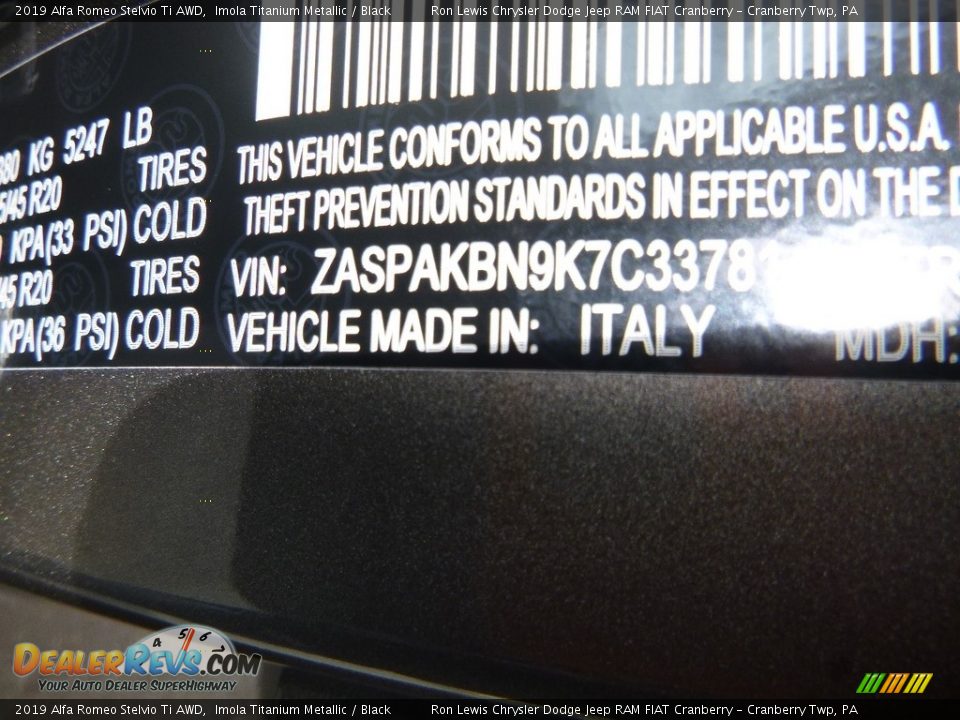 2019 Alfa Romeo Stelvio Ti AWD, Imola Titanium Metallic / Black Ron Lewis Chrysler Dodge Jeep RAM FIAT Cranberry - Cranberry Twp, PA
KG 5247 LB
TIRES
R20
KPA(33 PSI) COLD
TIRES
R20
KPA(36 PSI) COLD
THIS VEHICLE CONFORMS TO ALL APPLICABLE U.S.A.
THEFT PREVENTION STANDARDS IN EFFECT ON THE D
VIN: ZASPAKBN9K7C3378
VEHICLE MADE IN: ITALY MDH:
4 5 6
DealerRevs.com
Your Auto Dealer SuperHighway
2019 Alfa Romeo Stelvio Ti AWD, Imola Titanium Metallic / Black Ron Lewis Chrysler Dodge Jeep RAM FIAT Cranberry - Cranberry Twp, PA